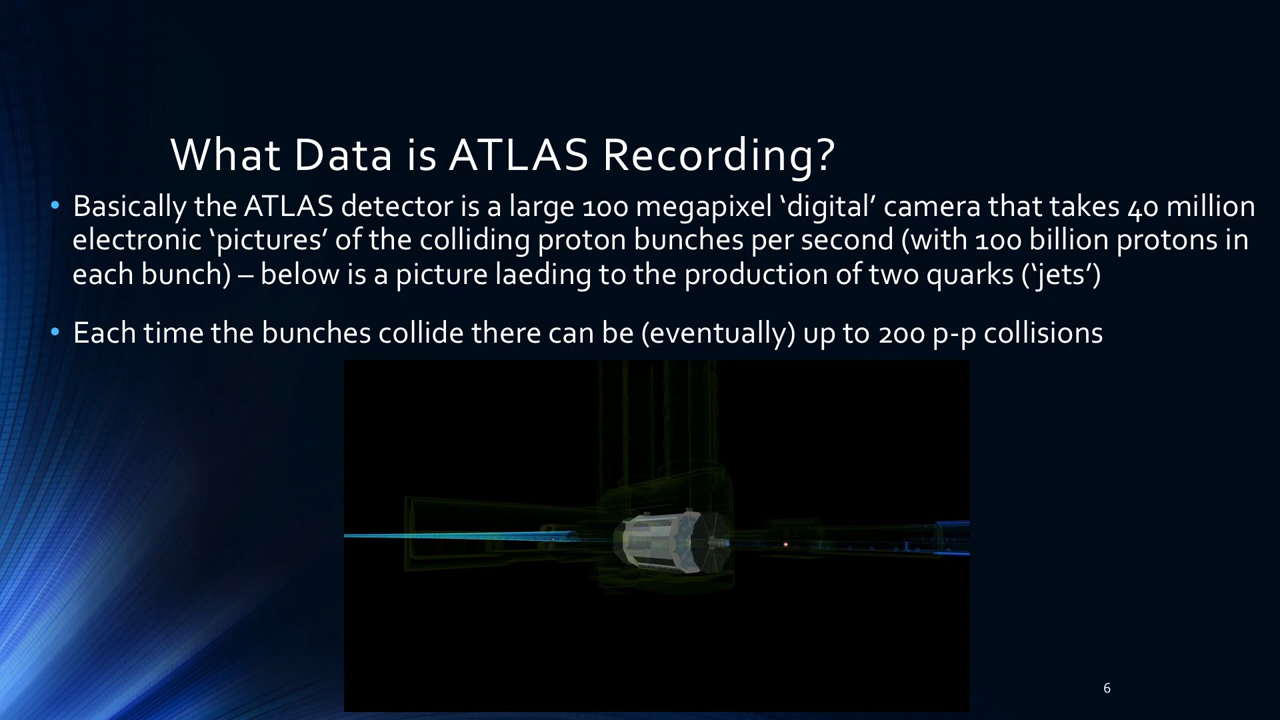 What Data is ATLAS Recording?
• Basically the ATLAS detector is a large 100 megapixel ‘digital’ camera that takes 40 million
electronic ‘pictures’ of the colliding proton bunches per second (with 100 billion protons in
each bunch) – below is a picture laeding to the production of two quarks (‘jets’)
• Each time the bunches collide there can be (eventually) up to 200 p-p collisions
6